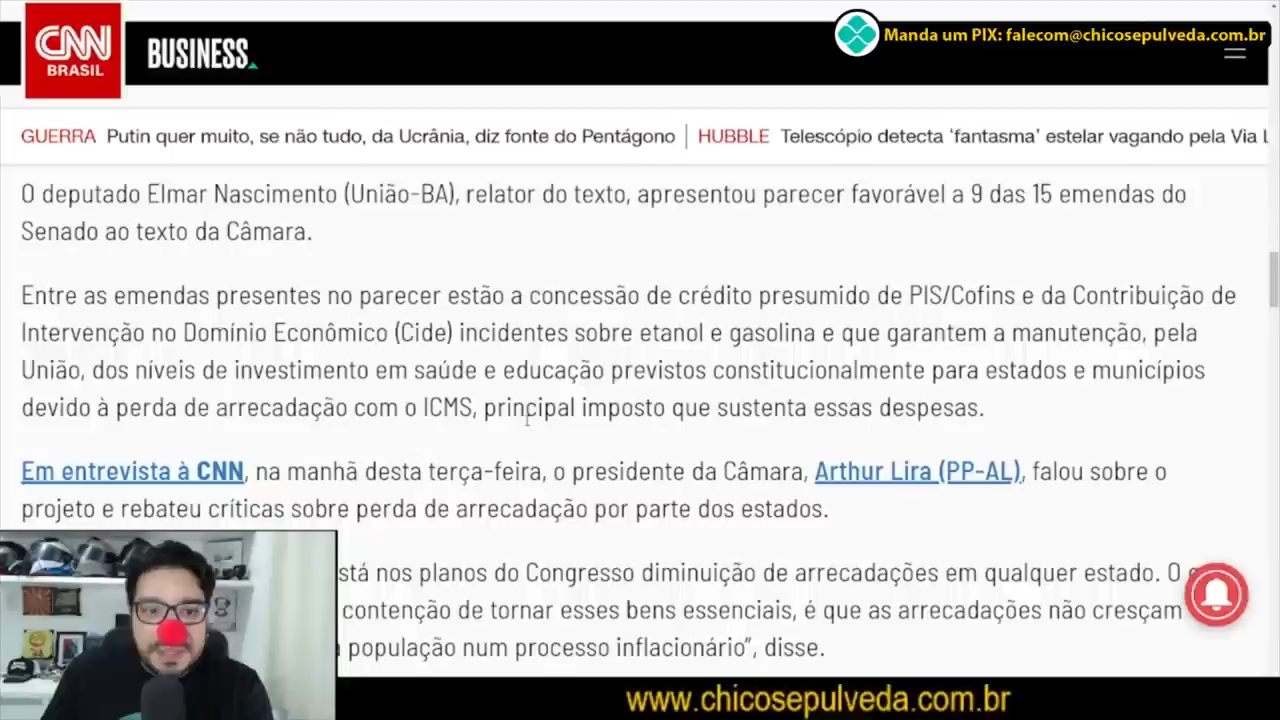 CNN
BRASIL
BUSINESS
Manda um PIX: falecom@chicosepulveda.com.br
GUERRA Putin quer muito, se não tudo, da Ucrânia, diz fonte do Pentágono | HUBBLE Telescópio detecta 'fantasma' estelar vagando pela Via
O deputado Elmar Nascimento (União-BA), relator do texto, apresentou parecer favorável a 9 das 15 emendas do
Senado ao texto da Câmara.
Entre as emendas presentes no parecer estão a concessão de crédito presumido de PIS/Cofins e da Contribuição de
Intervenção no Domínio Econômico (Cide) incidentes sobre etanol e gasolina e que garantem a manutenção, pela
União, dos níveis de investimento em saúde e educação previstos constitucionalmente para estados e municípios
devido à perda de arrecadação com o ICMS, principal imposto que sustenta essas despesas.
Em entrevista à CNN, na manhã desta terça-feira, o presidente da Câmara, Arthur Lira (PP-AL), falou sobre o
projeto e rebateu críticas sobre perda de arrecadação por parte dos estados.
stá nos planos do Congresso diminuição de arrecadações em qualquer estado. O
contenção de tornar esses bens essenciais, é que as arrecadações não cresçam
população num processo inflacionário”, disse.
www.chicosepulveda.com.br